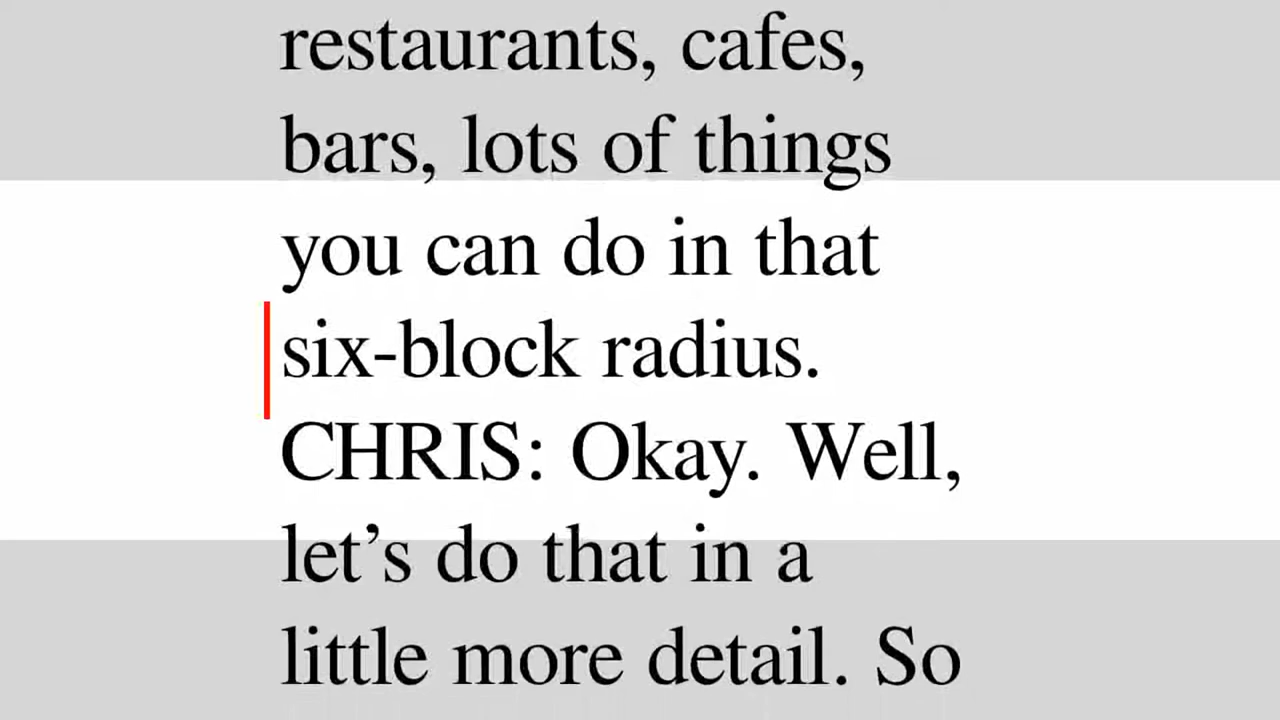 restaurants, cafes,
bars, lots of things
you can do in that
six-block radius.
CHRIS: Okay. Well,
let’s do that in a
little more detail. So